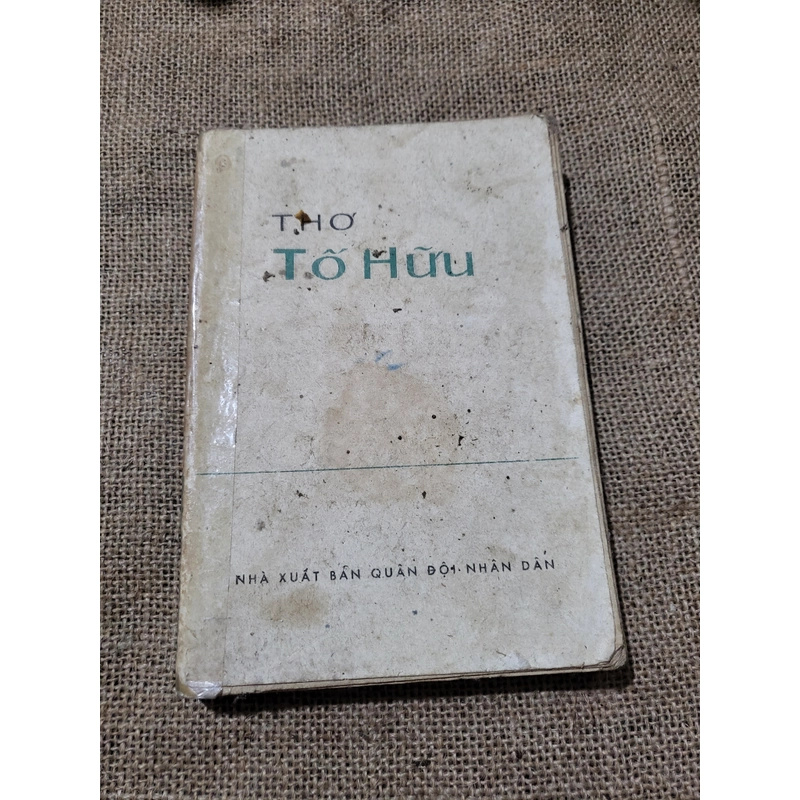 THƠ
Tố Hữu
NHÀ XUẤT BẢN QUÂN ĐỘI NHÂN DÂN